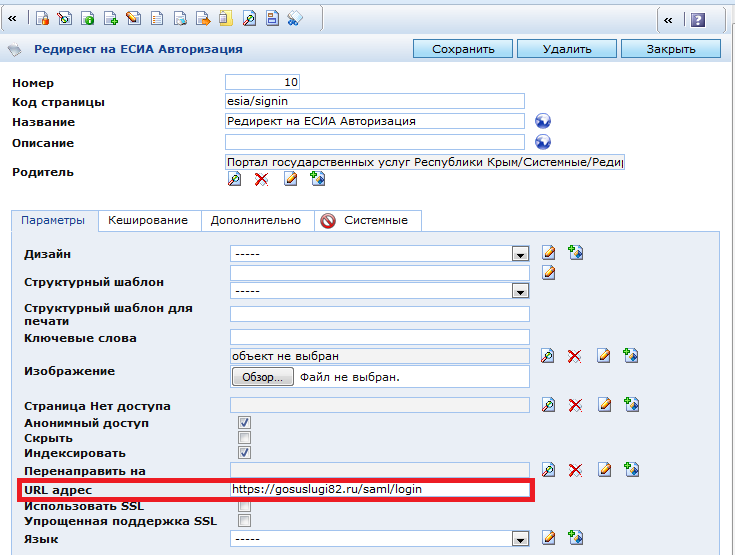 «
«
?
Редирект на ЕСИА Авторизация
Сохранить
Удалить
Закрыть
Номер 10
Код страницы esia/signin
Название Редирект на ЕСИА Авторизация
Описание
Родитель Портал государственных услуг Республики Крым/Системные/Редир
Параметры Кеширование Дополнительно Системные
Дизайн -----
Структурный шаблон
-----
Структурный шаблон для
печати
Ключевые слова
объект не выбран
Изображение
Обзор... Файл не выбран.
Страница Нет доступа
Анонимный доступ
Скрыть
Индексировать
Перенаправить на
URL адрес https://gosuslugi82.ru/saml/login
Использовать SSL
Упрощенная поддержка SSL
Язык -----